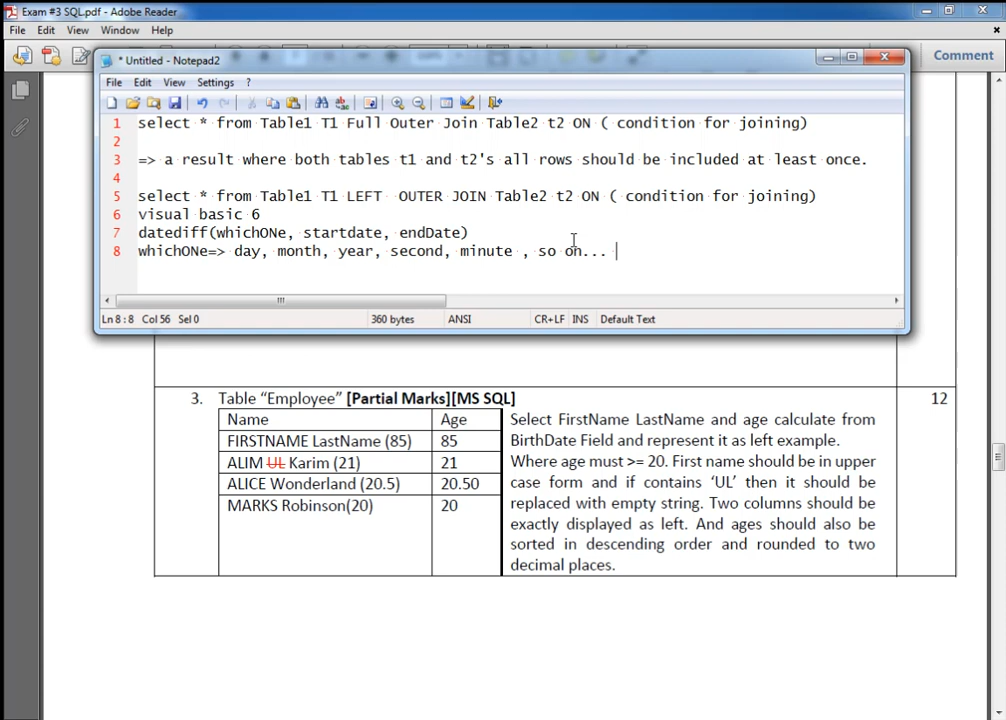 Exam #3 SQL.pdf - Adobe Reader
File Edit View Window Help
Comment
* Untitled - Notepad2
File Edit View Settings ?
1 select * from Table1 T1 Full Outer Join Table2 t2 ON ( condition for joining)
2
3 => a result where both tables t1 and t2's all rows should be included at least once.
4
5 select * from Table1 T1 LEFT OUTER JOIN Table2 t2 ON ( condition for joining)
6 visual basic 6
7 datediff(whichONe, startdate, endDate)
8 whichONe=> day, month, year, second, minute , so on...
Ln 8 : 8 Col 56 Sel 0 360 bytes ANSI CR+LF INS Default Text
3. Table “Employee” [Partial Marks][MS SQL] 12
Name Age
FIRSTNAME LastName (85) 85
ALIM UL Karim (21) 21
ALICE Wonderland (20.5) 20.50
MARKS Robinson(20) 20
Select FirstName LastName and age calculate from
BirthDate Field and represent it as left example.
Where age must >= 20. First name should be in upper
case form and if contains ‘UL’ then it should be
replaced with empty string. Two columns should be
exactly displayed as left. And ages should also be
sorted in descending order and rounded to two
decimal places.